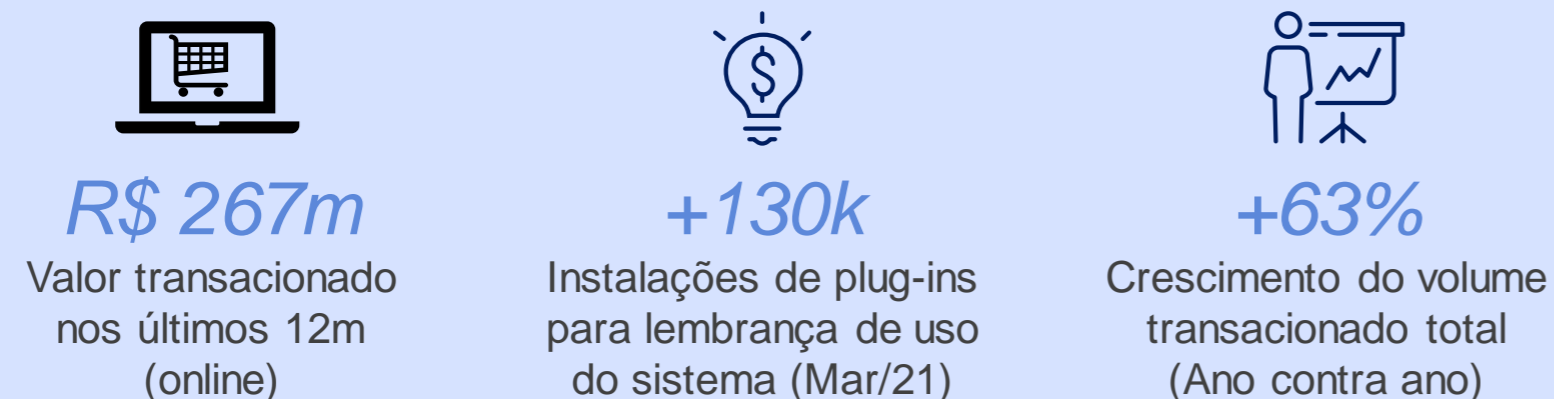 $
R$ 267m
Valor transacionado
nos últimos 12m
(online)
+130k
Instalações de plug-ins
para lembrança de uso
do sistema (Mar/21)
+63%
Crescimento do volume
transacionado total
(Ano contra ano)